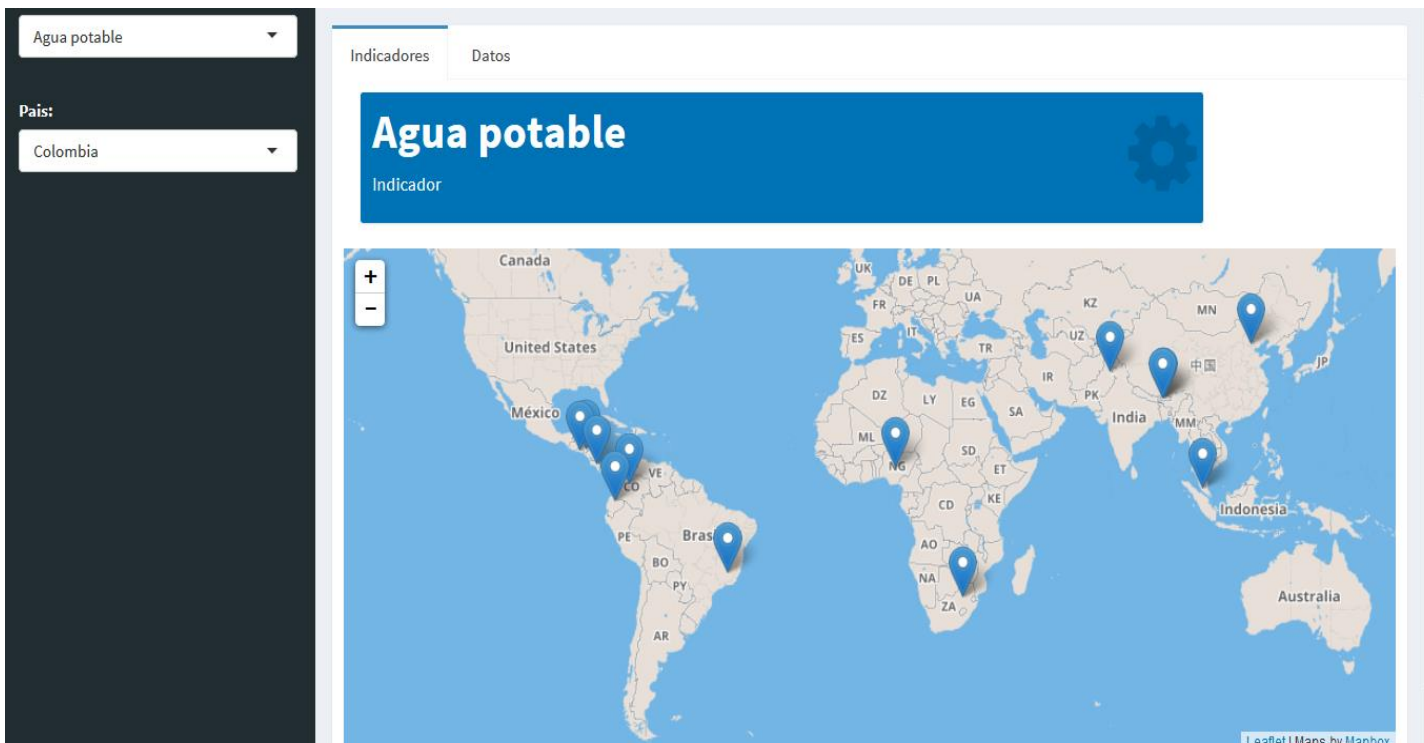 Agua potable
Pais:
Colombia
Indicadores
Datos
Agua potable
Indicador
+
−
Canada
UK
DE
PL
UA
KZ
MN
FR
ES
IT
TR
UZ
中国
JP
United States
IR
PK
DZ
LY
EG
SA
India
MM
México
ML
NG
SD
ET
VE
CO
CD
KE
Indonesia
PE
Bras
BO
AO
PY
NA
ZA
Australia
AR
Leaflet | Maps by Mapbox